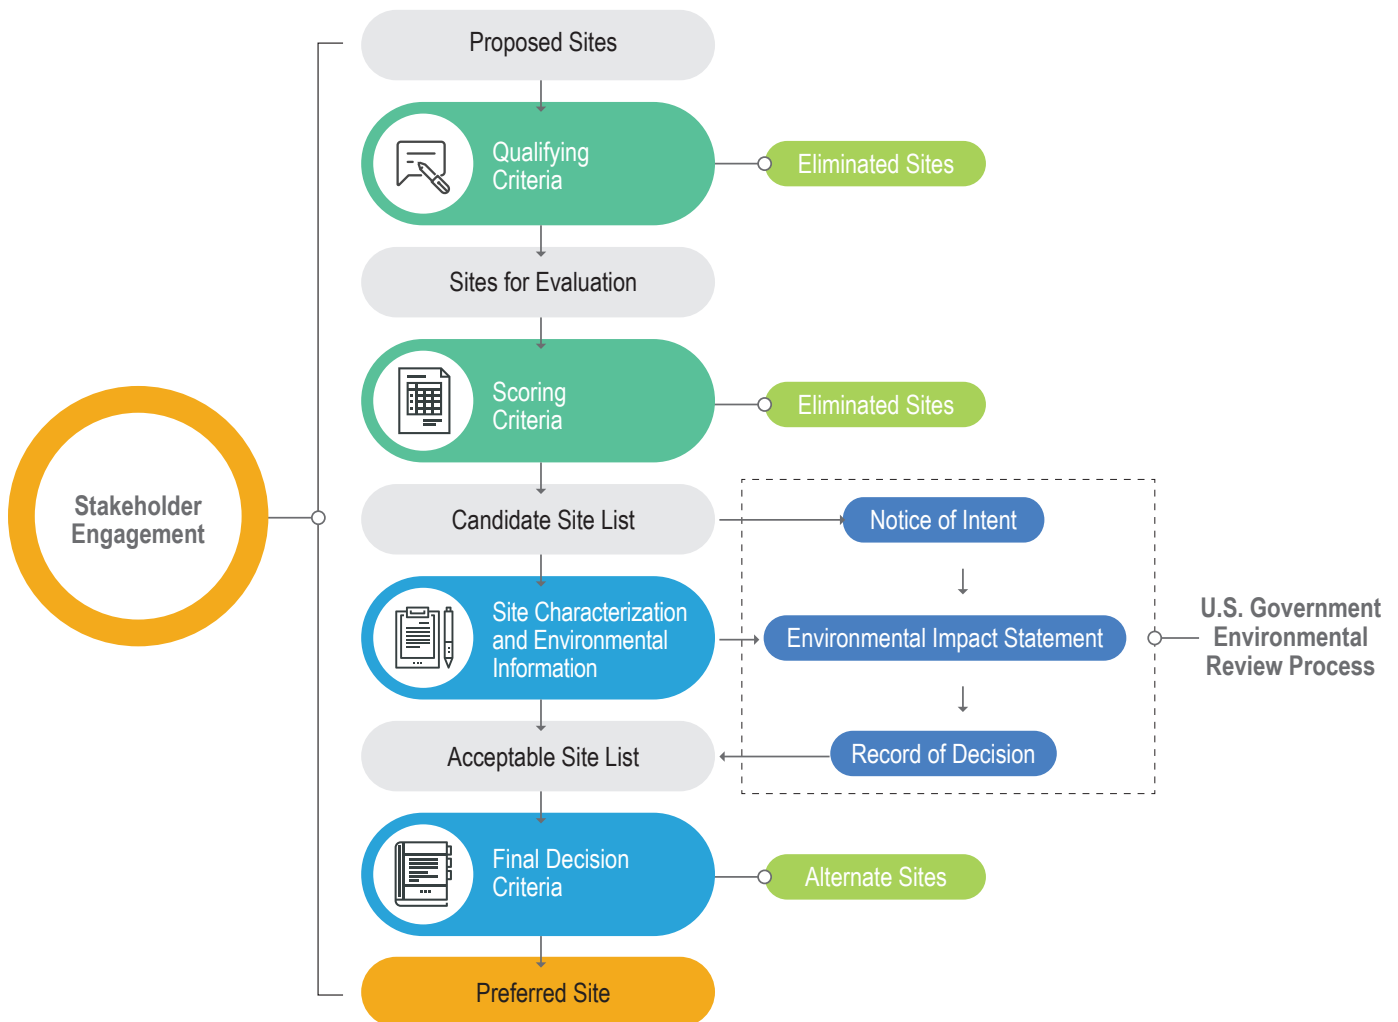 Proposed Sites
Qualifying
Criteria
Eliminated Sites
Sites for Evaluation
Scoring
Criteria
Eliminated Sites
Stakeholder
Engagement
Candidate Site List
Notice of Intent
Site Characterization
and Environmental
Information
Environmental Impact Statement
U.S. Government
Environmental
Review Process
Acceptable Site List
Record of Decision
Final Decision
Criteria
Alternate Sites
Preferred Site